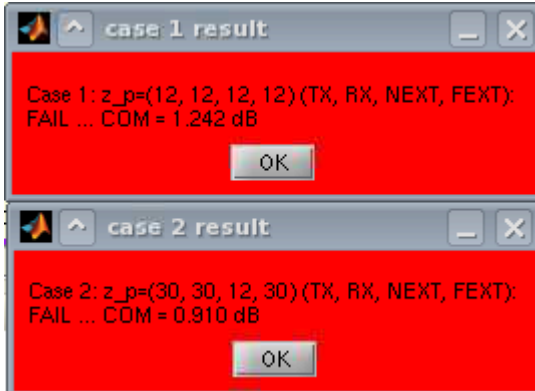 case 1 result
Case 1: z_p=(12, 12, 12, 12) (TX, RX, NEXT, FEXT):
FAIL ... COM = 1.242 dB
OK
case 2 result
Case 2: z_p=(30, 30, 12, 30) (TX, RX, NEXT, FEXT):
FAIL ... COM = 0.910 dB
OK